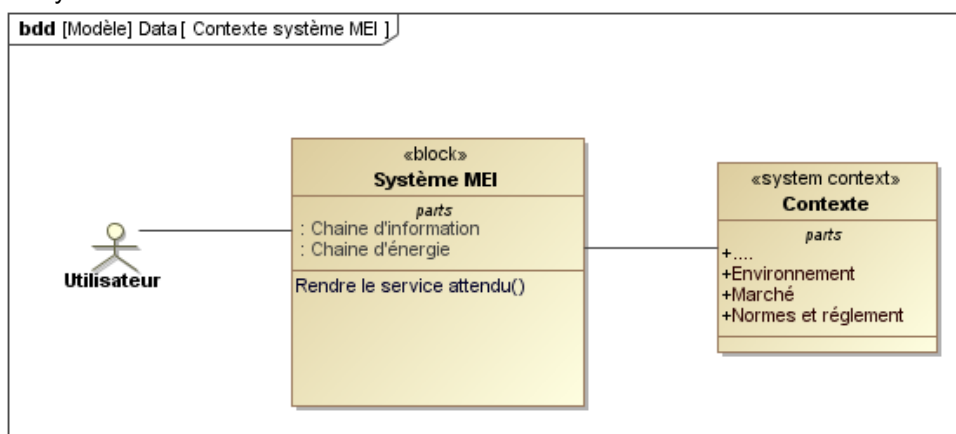 bdd [Modèle] Data [ Contexte système MEI ]
«block»
Système MEI
parts
: Chaine d'information
: Chaine d'énergie
Rendre le service attendu()
Utilisateur
«system context»
Contexte
parts
+....
+Environnement
+Marché
+Normes et réglement